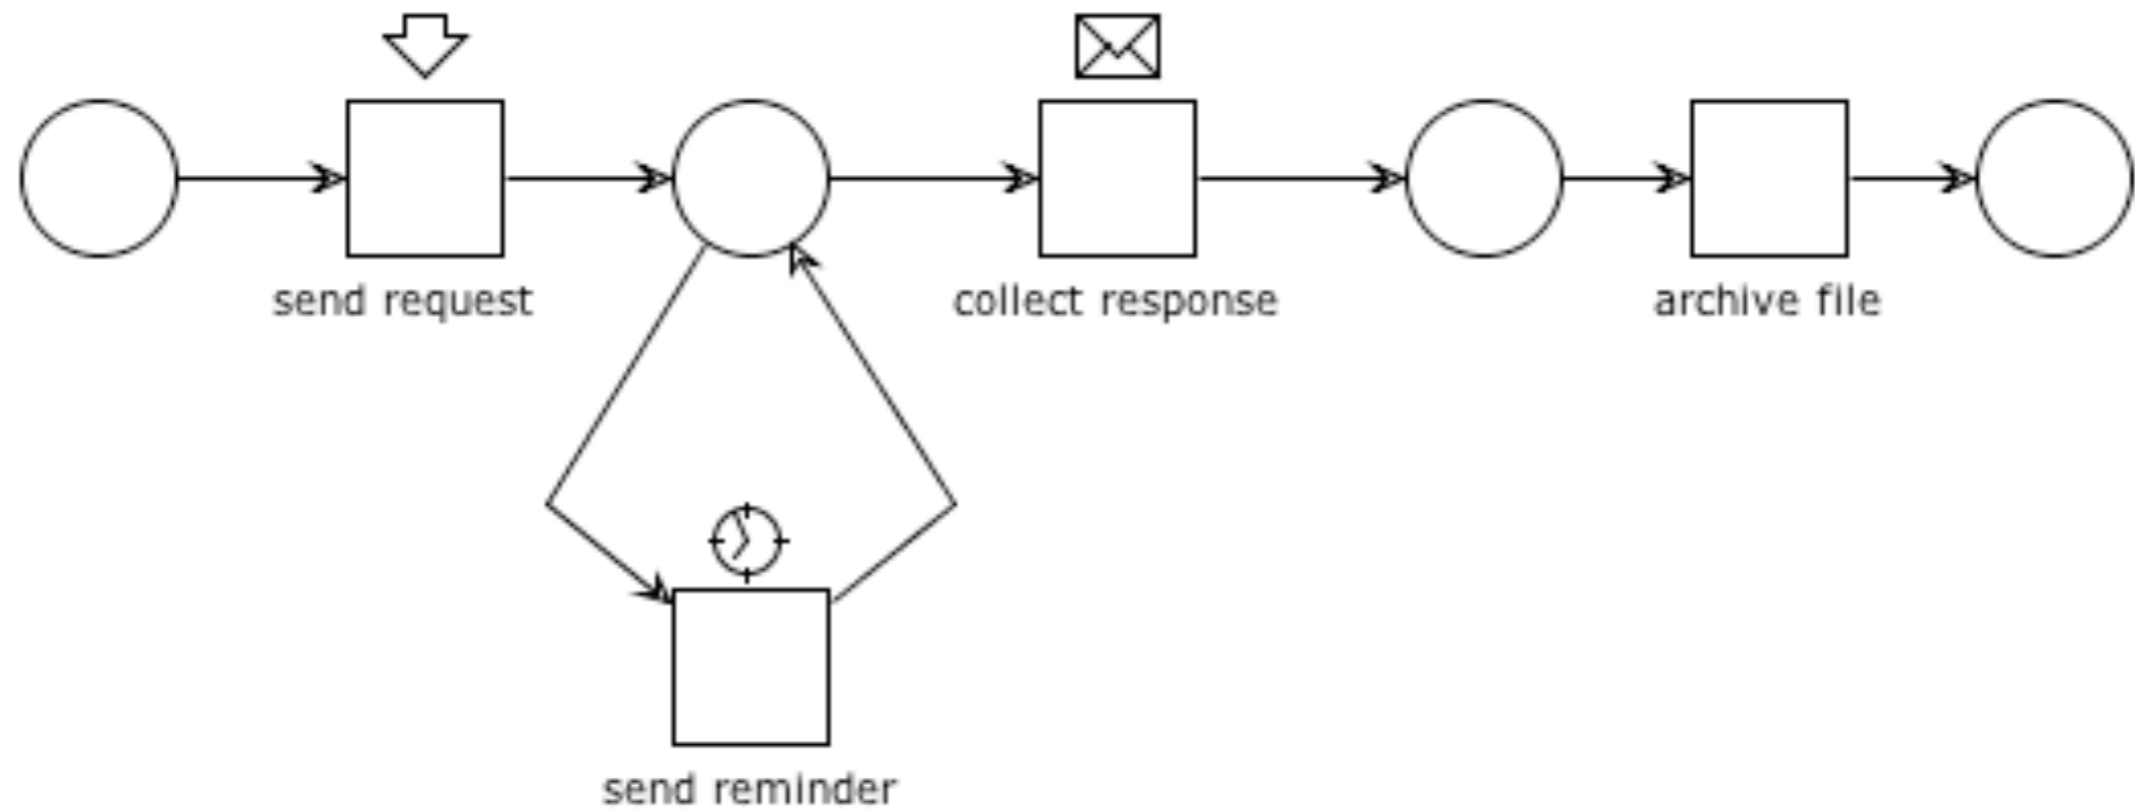 send request
collect response
archive file
send reminder